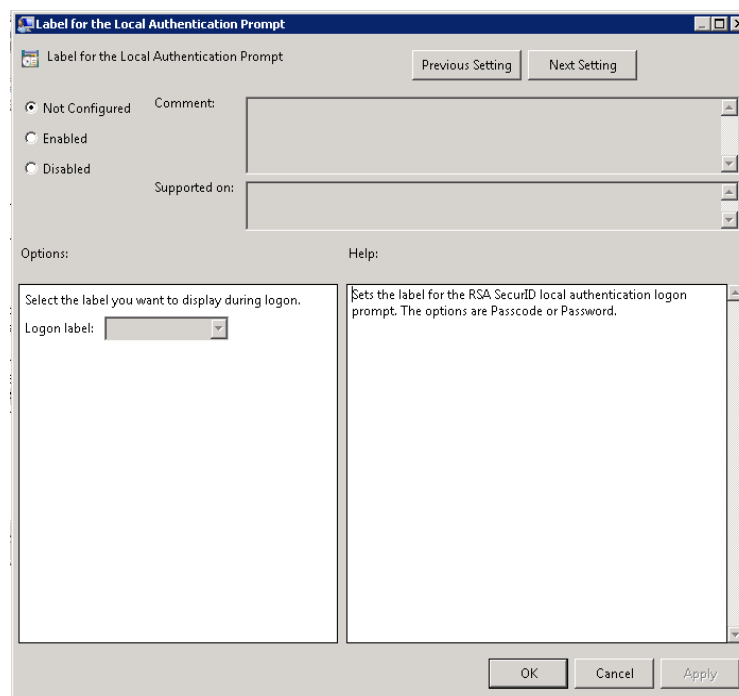 Label for the Local Authentication Prompt
Label for the Local Authentication Prompt
Previous Setting
Next Setting
Not Configured
Comment:
Enabled
Disabled
Supported on:
Options:
Help:
Select the label you want to display during logon.
Logon label:
Sets the label for the RSA SecurID local authentication logon
prompt. The options are Passcode or Password.
OK
Cancel
Apply